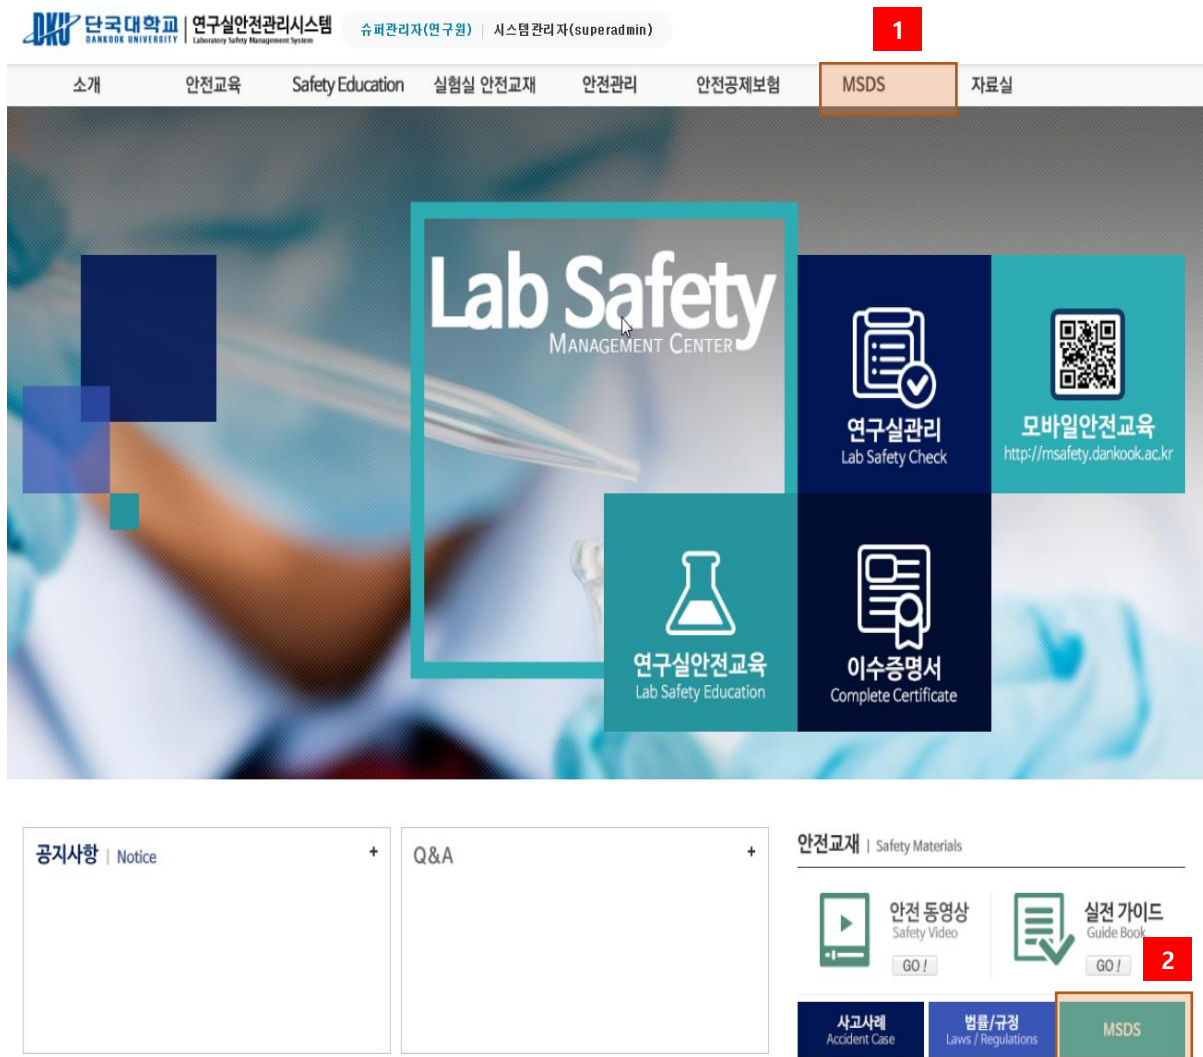 DKU 단국대학교 DANKOOK UNIVERSITY | 연구실안전관리시스템 Laboratory Safety Management System
슈퍼관리자(연구원) | 시스템관리자(superadmin)
1
소개 안전교육 Safety Education 실험실 안전교재 안전관리 안전공제보험 MSDS 자료실
Lab Safety
MANAGEMENT CENTER
연구실관리
Lab Safety Check
모바일안전교육
http://msafety.dankook.ac.kr
연구실안전교육
Lab Safety Education
이수증명서
Complete Certificate
공지사항 | Notice +
Q&A +
안전교재 | Safety Materials
안전 동영상
Safety Video
GO !
실전 가이드
Guide Book
GO !
2
사고사례
Accident Case
법률/규정
Laws / Regulations
MSDS